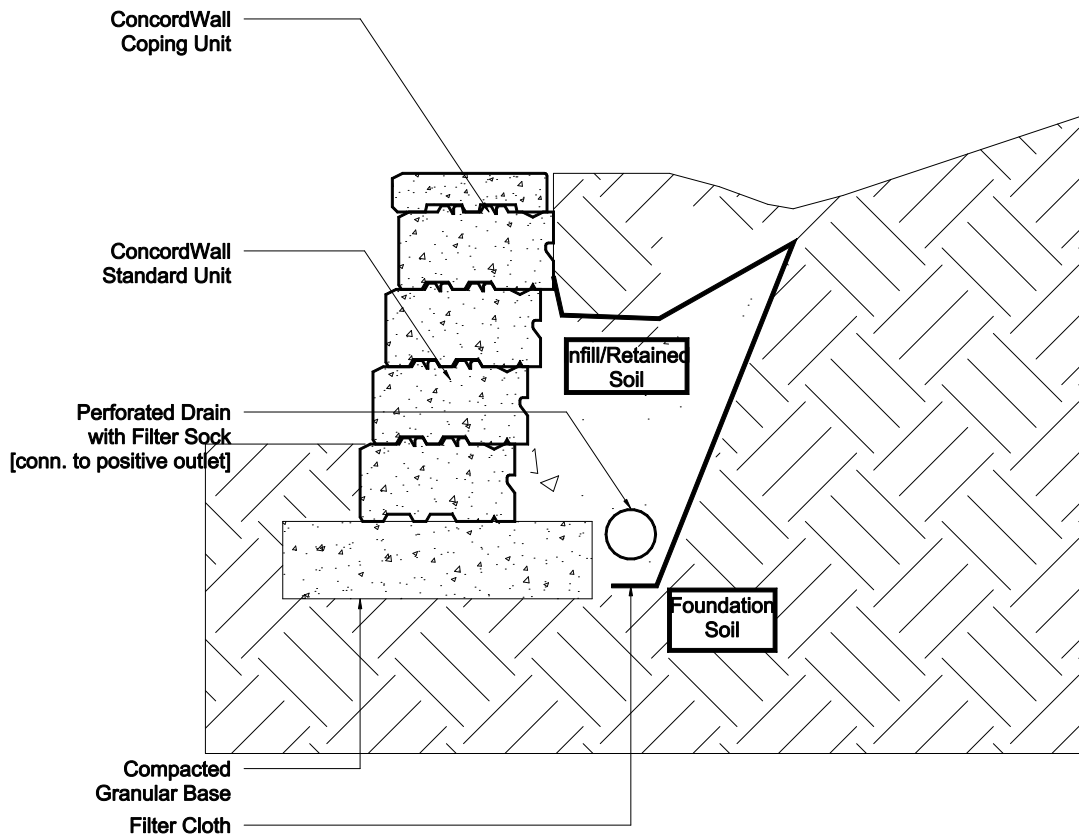 ConcordWall
Coping Unit
ConcordWall
Standard Unit
nfill/Retained
Soil
Perforated Drain
with Filter Sock
[conn. to positive outlet]
Foundation
Soil
Compacted
Granular Base
Filter Cloth